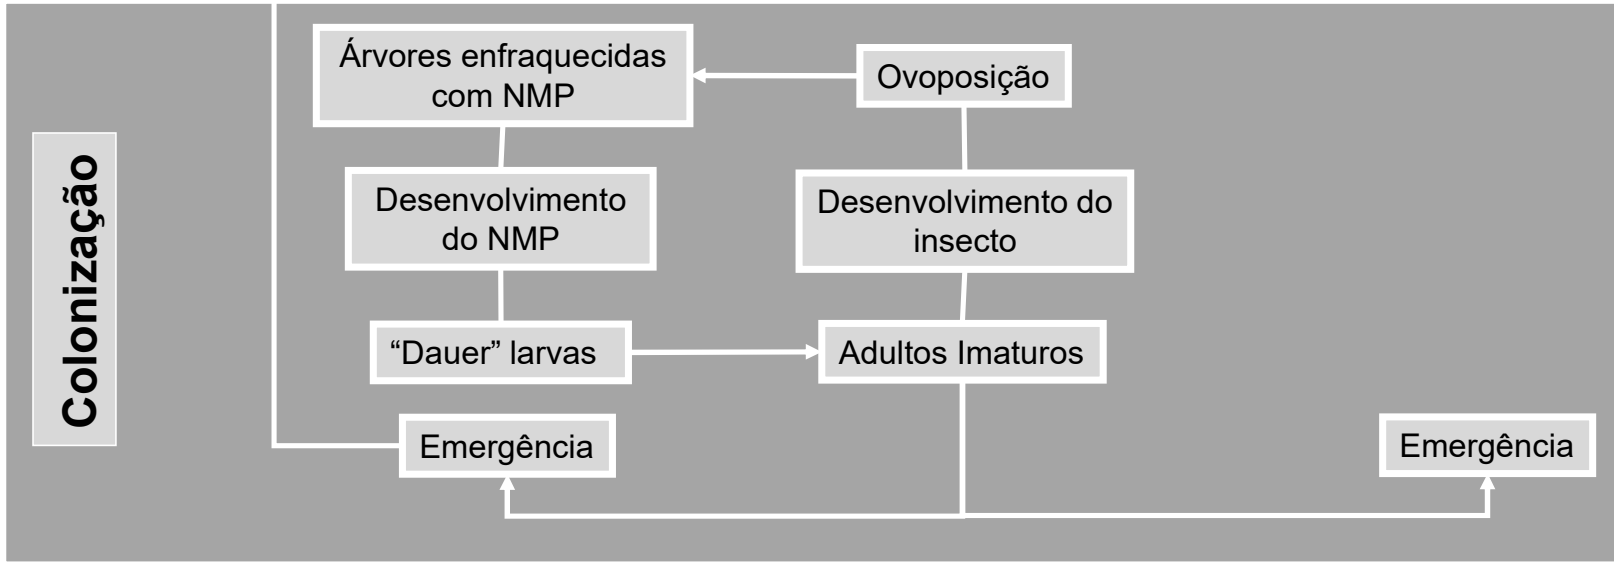 Colonização
Árvores enfraquecidas
com NMP
Ovoposição
Desenvolvimento
do NMP
Desenvolvimento do
insecto
“Dauer” larvas
Adultos Imaturos
Emergência
Emergência